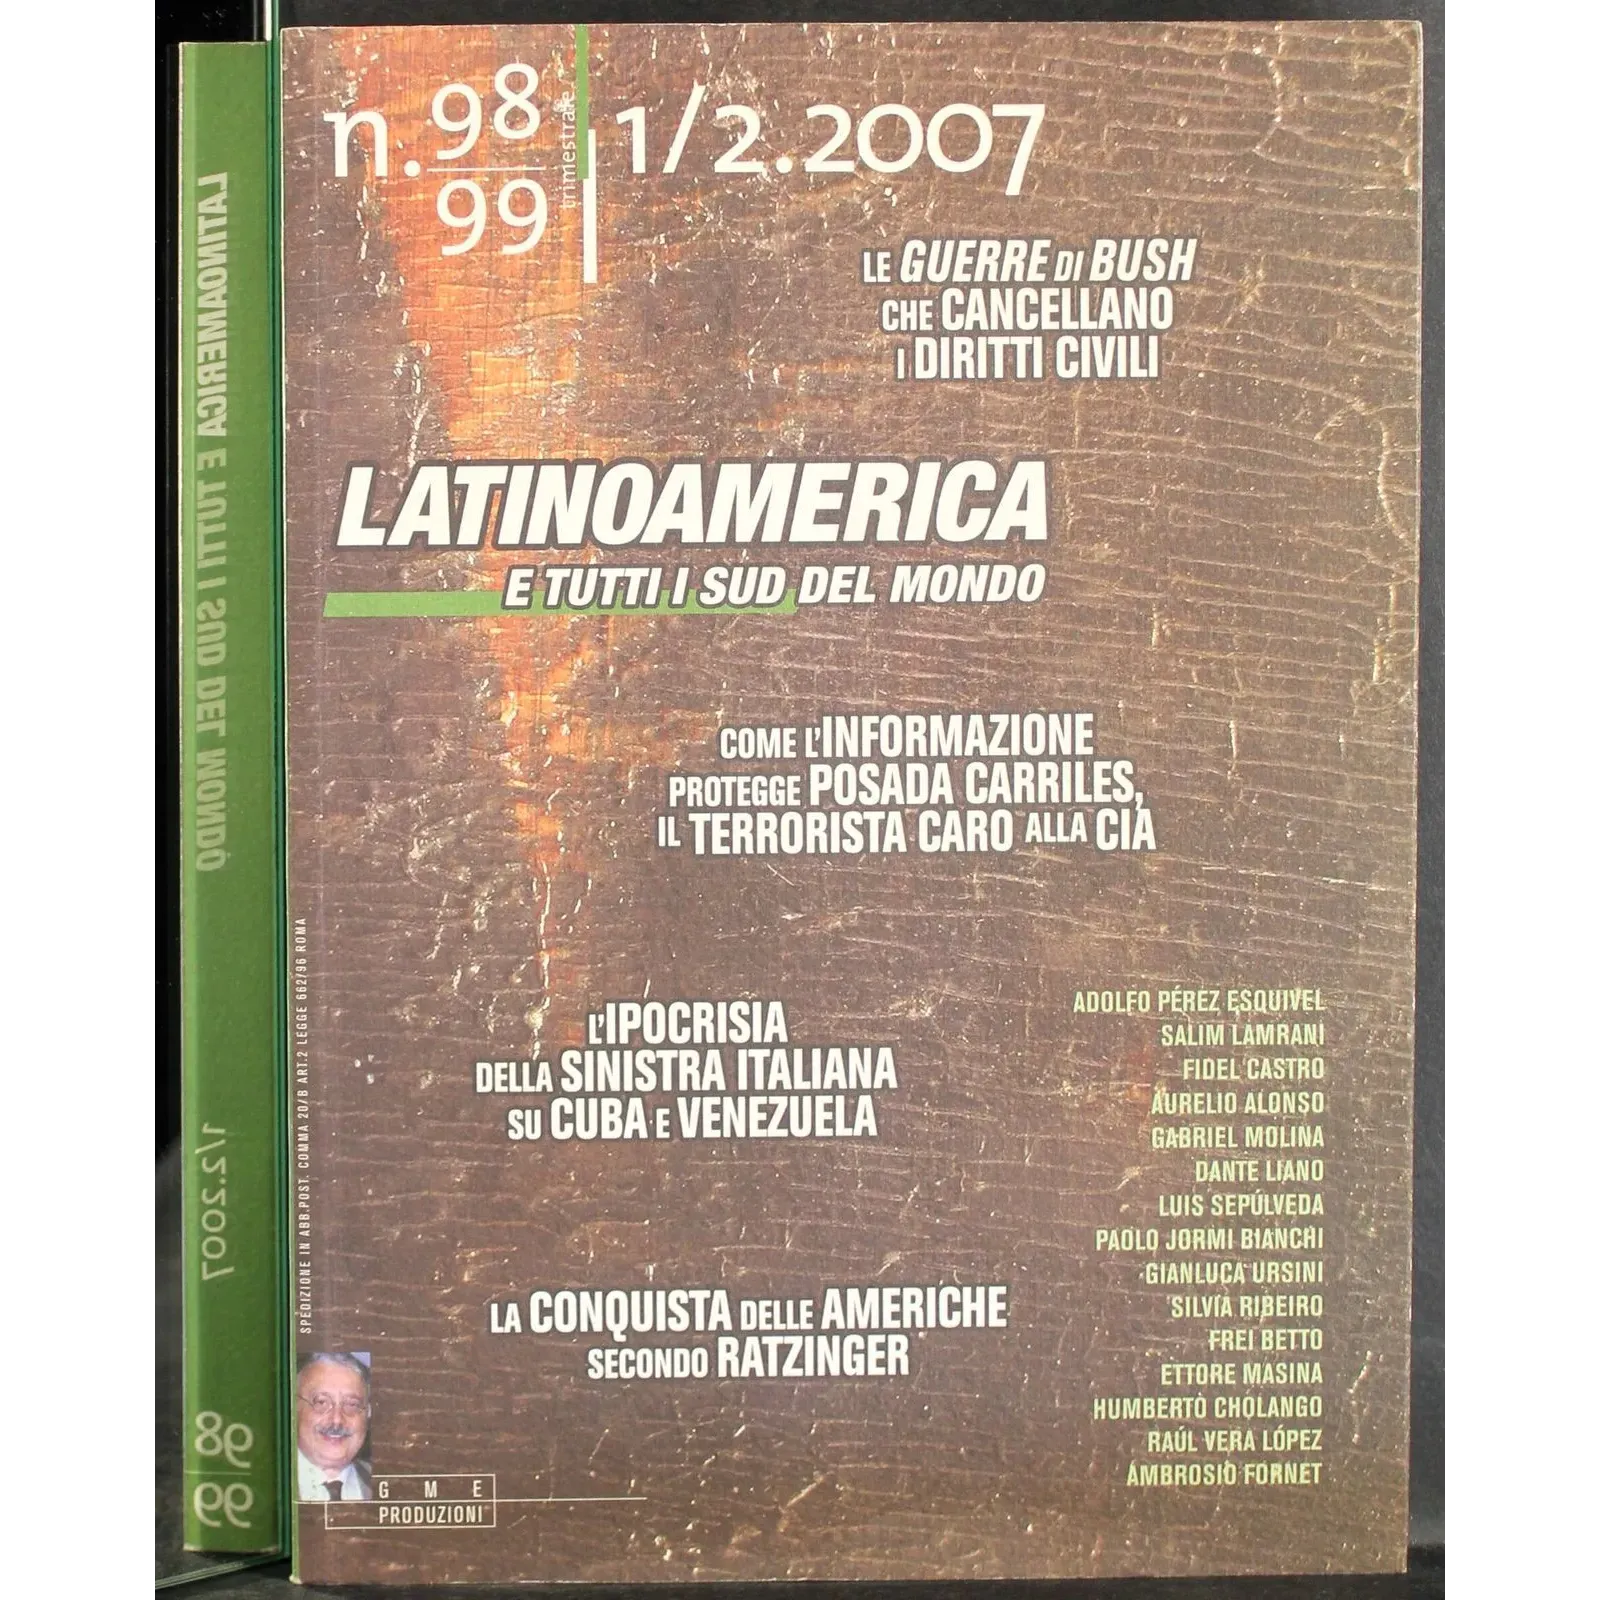 n.98
99
trimestrale
1/2.2007
LE GUERRE DI BUSH
CHE CANCELLANO
I DIRITTI CIVILI
LATINOAMERICA
E TUTTI I SUD DEL MONDO
COME L'INFORMAZIONE
PROTEGGE POSADA CARRILES,
IL TERRORISTA CARO ALLA CIA
L'IPOCRISIA
DELLA SINISTRA ITALIANA
SU CUBA E VENEZUELA
LA CONQUISTA DELLE AMERICHE
SECONDO RATZINGER
ADOLFO PÉREZ ESQUIVEL
SALIM LAMRANI
FIDEL CASTRO
AURELIO ALONSO
GABRIEL MOLINA
DANTE LIANO
LUIS SEPÚLVEDA
PAOLO JORMI BIANCHI
GIANLUCA URSINI
SILVIA RIBEIRO
FREI BETTO
ETTORE MASINA
HUMBERTO CHOLANGO
RAÚL VERA LÓPEZ
AMBROSIO FORNET
SPEDIZIONE IN ABB.POST. COMMA 20/B ART.2 LEGGE 662/96 ROMA
GME
PRODUZIONI
LATINOAMERICA E TUTTI I SUD DEL MONDO
1/2.2007
98
99